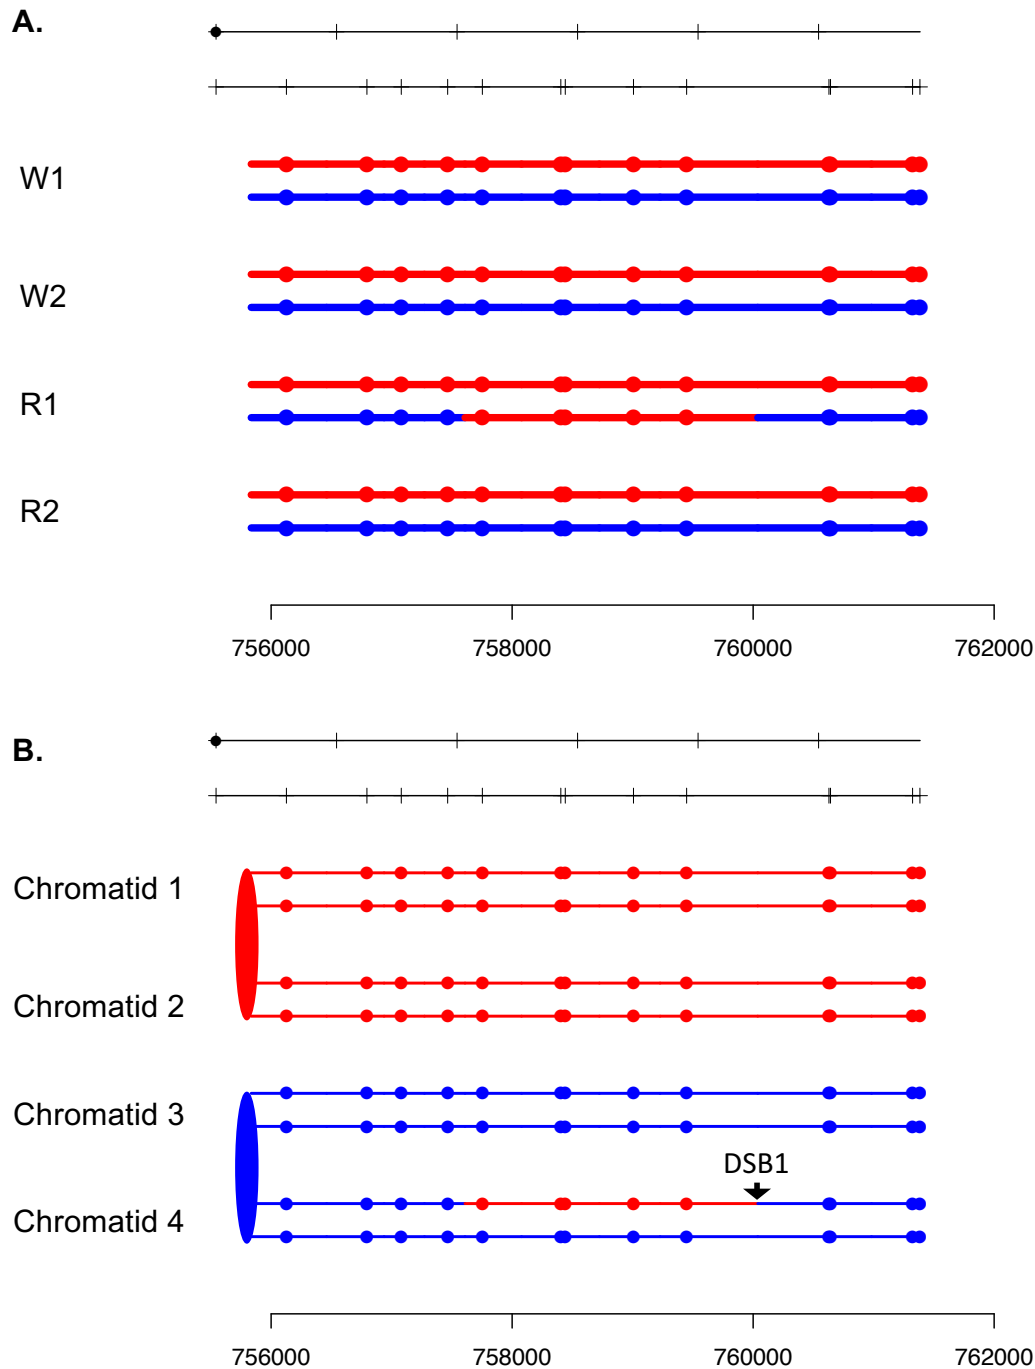 A.
W1
W2
R1
R2
756000 758000 760000 762000
B.
Chromatid 1
Chromatid 2
Chromatid 3
DSB1
Chromatid 4
756000 758000 760000 762000